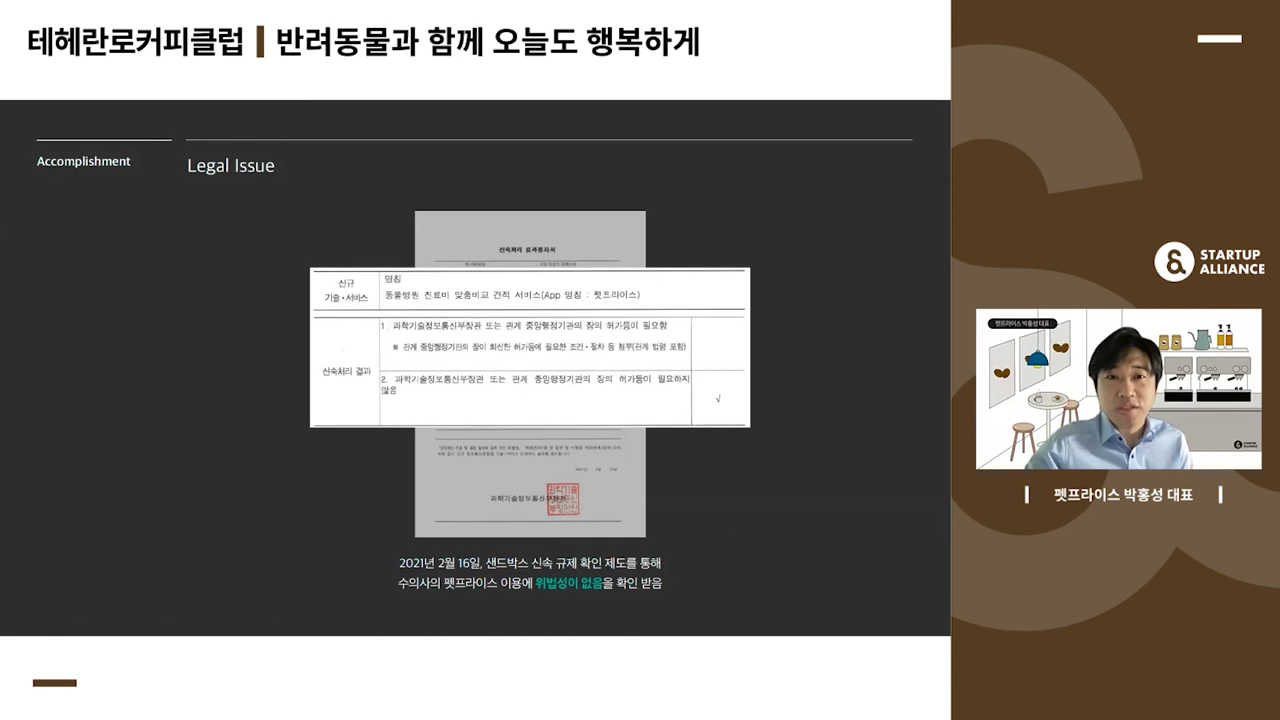 테헤란로커피클럽 | 반려동물과 함께 오늘도 행복하게
Accomplishment
Legal Issue
신속처리 결과통지서
신규
기술・서비스
명칭
동물병원 진료비 맞춤비교 견적 서비스(App 명칭 : 펫프라이스)
신속처리 결과
1. 과학기술정보통신부장관 또는 관계 중앙행정기관의 장의 허가등이 필요함
※ 관계 중앙행정기관의 장이 회신한 허가등에 필요한 조건・절차 등 첨부(관계 법령 포함)
2. 과학기술정보통신부장관 또는 관계 중앙행정기관의 장의 허가등이 필요하지
않음
√
과학기술정보통신부장관
2021년 2월 16일, 샌드박스 신속 규제 확인 제도를 통해
수의사의 펫프라이스 이용에 위법성이 없음을 확인 받음
STARTUP
ALLIANCE
펫프라이스 박홍성 대표
STARTUP
ALLIANCE
펫프라이스 박홍성 대표